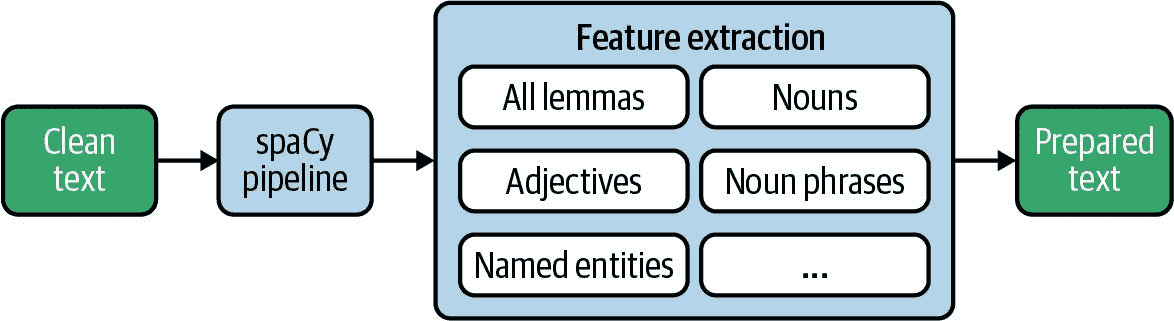 Clean
text
spaCy
pipeline
Feature extraction
All lemmas
Nouns
Adjectives
Noun phrases
Named entities
...
Prepared
text